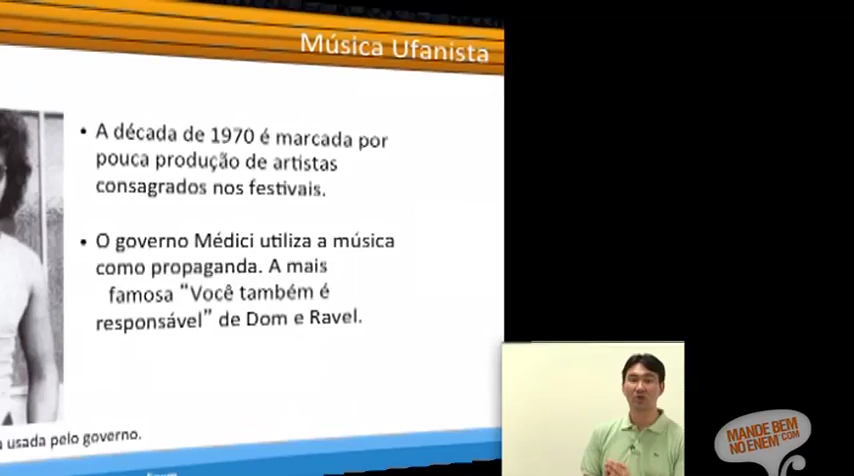 Música Ufanista
• A década de 1970 é marcada por
pouca produção de artistas
consagrados nos festivais.
• O governo Médici utiliza a música
como propaganda. A mais
famosa “Você também é
responsável” de Dom e Ravel.
usada pelo governo.
MANDE BEM
NO ENEM.COM